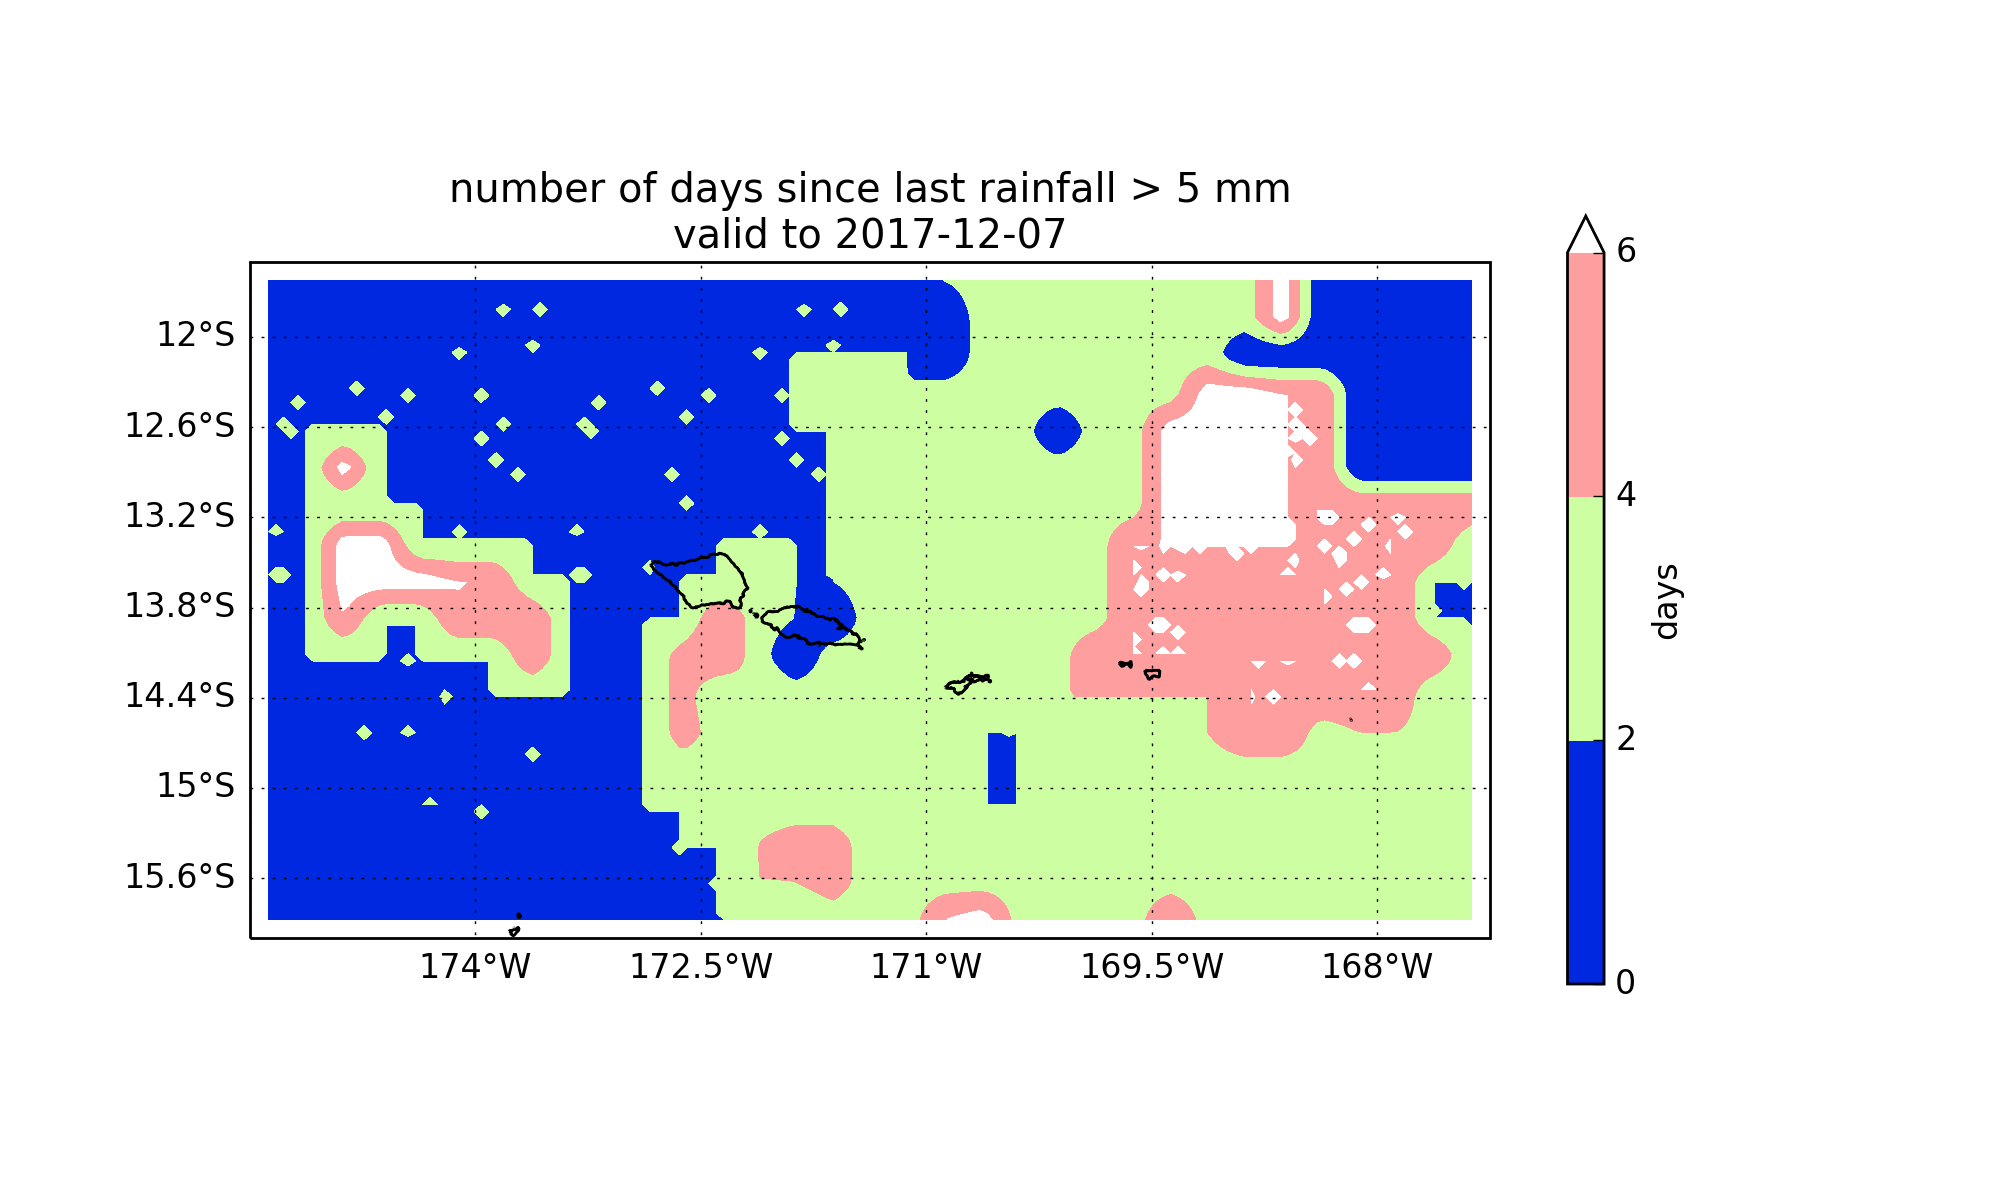 number of days since last rainfall > 5 mm
valid to 2017-12-07
12°S
12.6°S
13.2°S
13.8°S
14.4°S
15°S
15.6°S
174°W
172.5°W
171°W
169.5°W
168°W
6
4
2
0
days